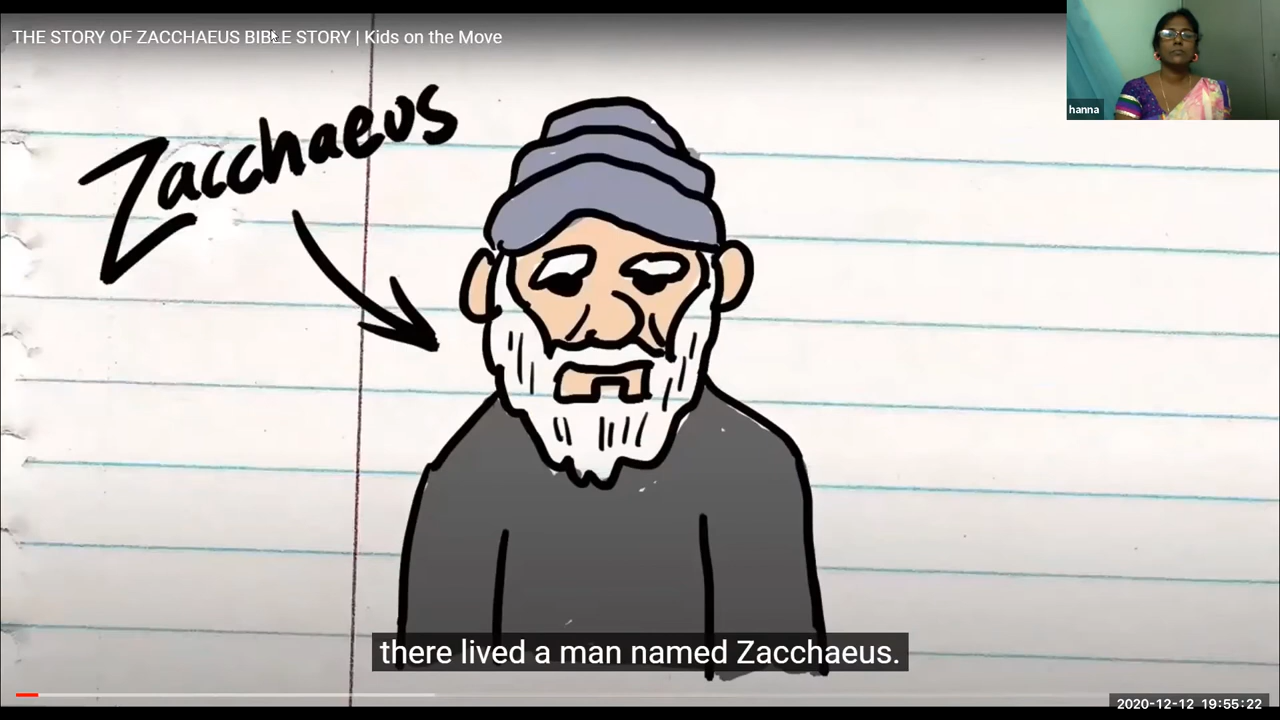 THE STORY OF ZACCHAEUS BIBLE STORY | Kids on the Move
hanna
Zacchaeus
there lived a man named Zacchaeus.
2020-12-12 19:55:22